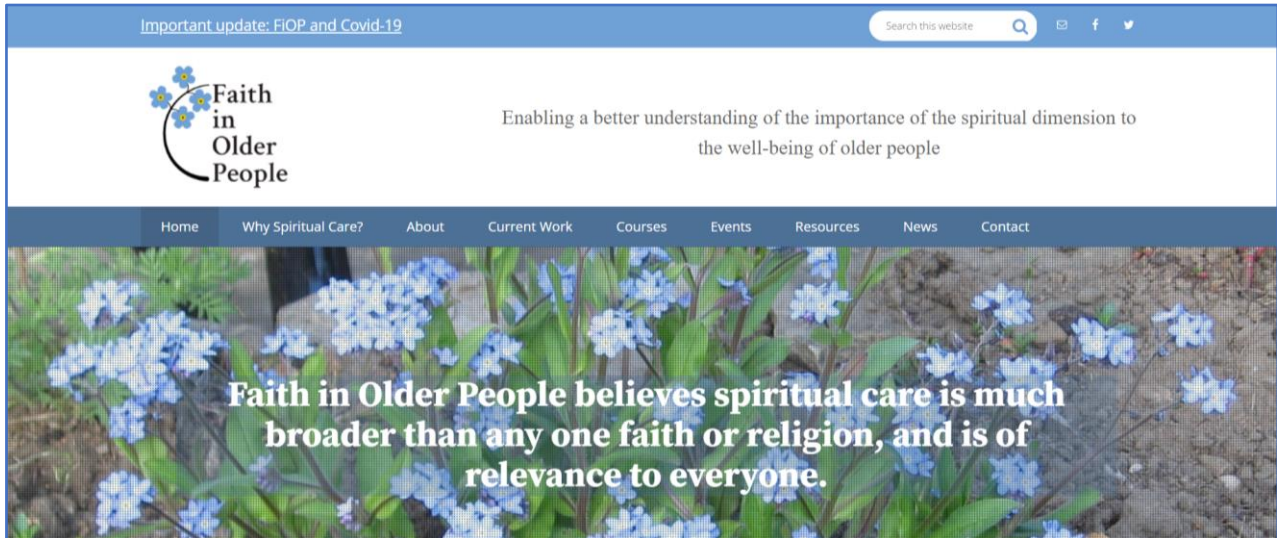 Important update: FiOP and Covid-19
Search this website
Faith
in
Older
People
Enabling a better understanding of the importance of the spiritual dimension to
the well-being of older people
Home Why Spiritual Care? About Current Work Courses Events Resources News Contact
Faith in Older People believes spiritual care is much
broader than any one faith or religion, and is of
relevance to everyone.